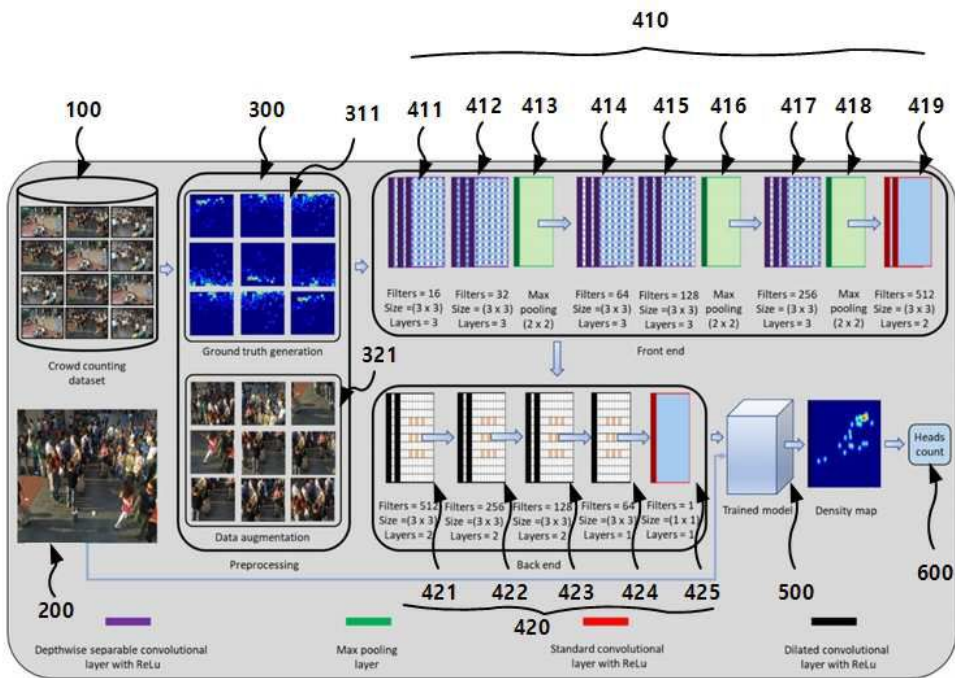 410
100
300
311
411
412
413
414
415
416
417
418
419
Filters = 16
Size =(3 x 3)
Layers = 3
Filters = 32
Size =(3 x 3)
Layers = 3
Max
pooling
(2 x 2)
Filters = 64
Size =(3 x 3)
Layers = 3
Filters = 128
Size =(3 x 3)
Layers = 3
Max
pooling
(2 x 2)
Filters = 256
Size =(3 x 3)
Layers = 3
Max
pooling
(2 x 2)
Filters = 512
Size =(3 x 3)
Layers = 2
Crowd counting
dataset
Ground truth generation
321
Front end
Filters = 512
Size =(3 x 3)
Layers = 2
Filters = 256
Size =(3 x 3)
Layers = 2
Filters = 128
Size =(3 x 3)
Layers = 2
Filters = 64
Size =(3 x 3)
Layers = 1
Filters = 1
Size =(1 x 1)
Layers = 1
Trained model
Density map
Heads
count
Data augmentation
Preprocessing
Back end
200
421
422
423
424
425
500
600
420
Depthwise separable convolutional
layer with ReLu
Max pooling
layer
Standard convolutional
layer with ReLu
Dilated convolutional
layer with ReLu